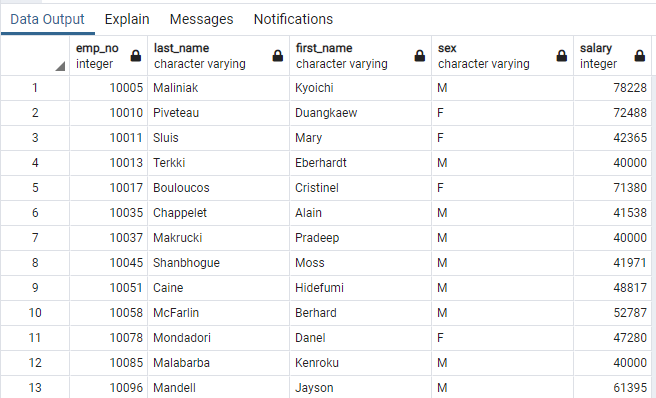 Data Output Explain Messages Notifications
emp_no last_name first_name sex salary
integer character varying character varying character varying integer
1 10005 Maliniak Kyoichi M 78228
2 10010 Piveteau Duangkaew F 72488
3 10011 Sluis Mary F 42365
4 10013 Terkki Eberhardt M 40000
5 10017 Bouloucos Cristinel F 71380
6 10035 Chappelet Alain M 41538
7 10037 Makrucki Pradeep M 40000
8 10045 Shanbhogue Moss M 41971
9 10051 Caine Hidefumi M 48817
10 10058 McFarlin Berhard M 52787
11 10078 Mondadori Danel F 47280
12 10085 Malabarba Kenroku M 40000
13 10096 Mandell Jayson M 61395